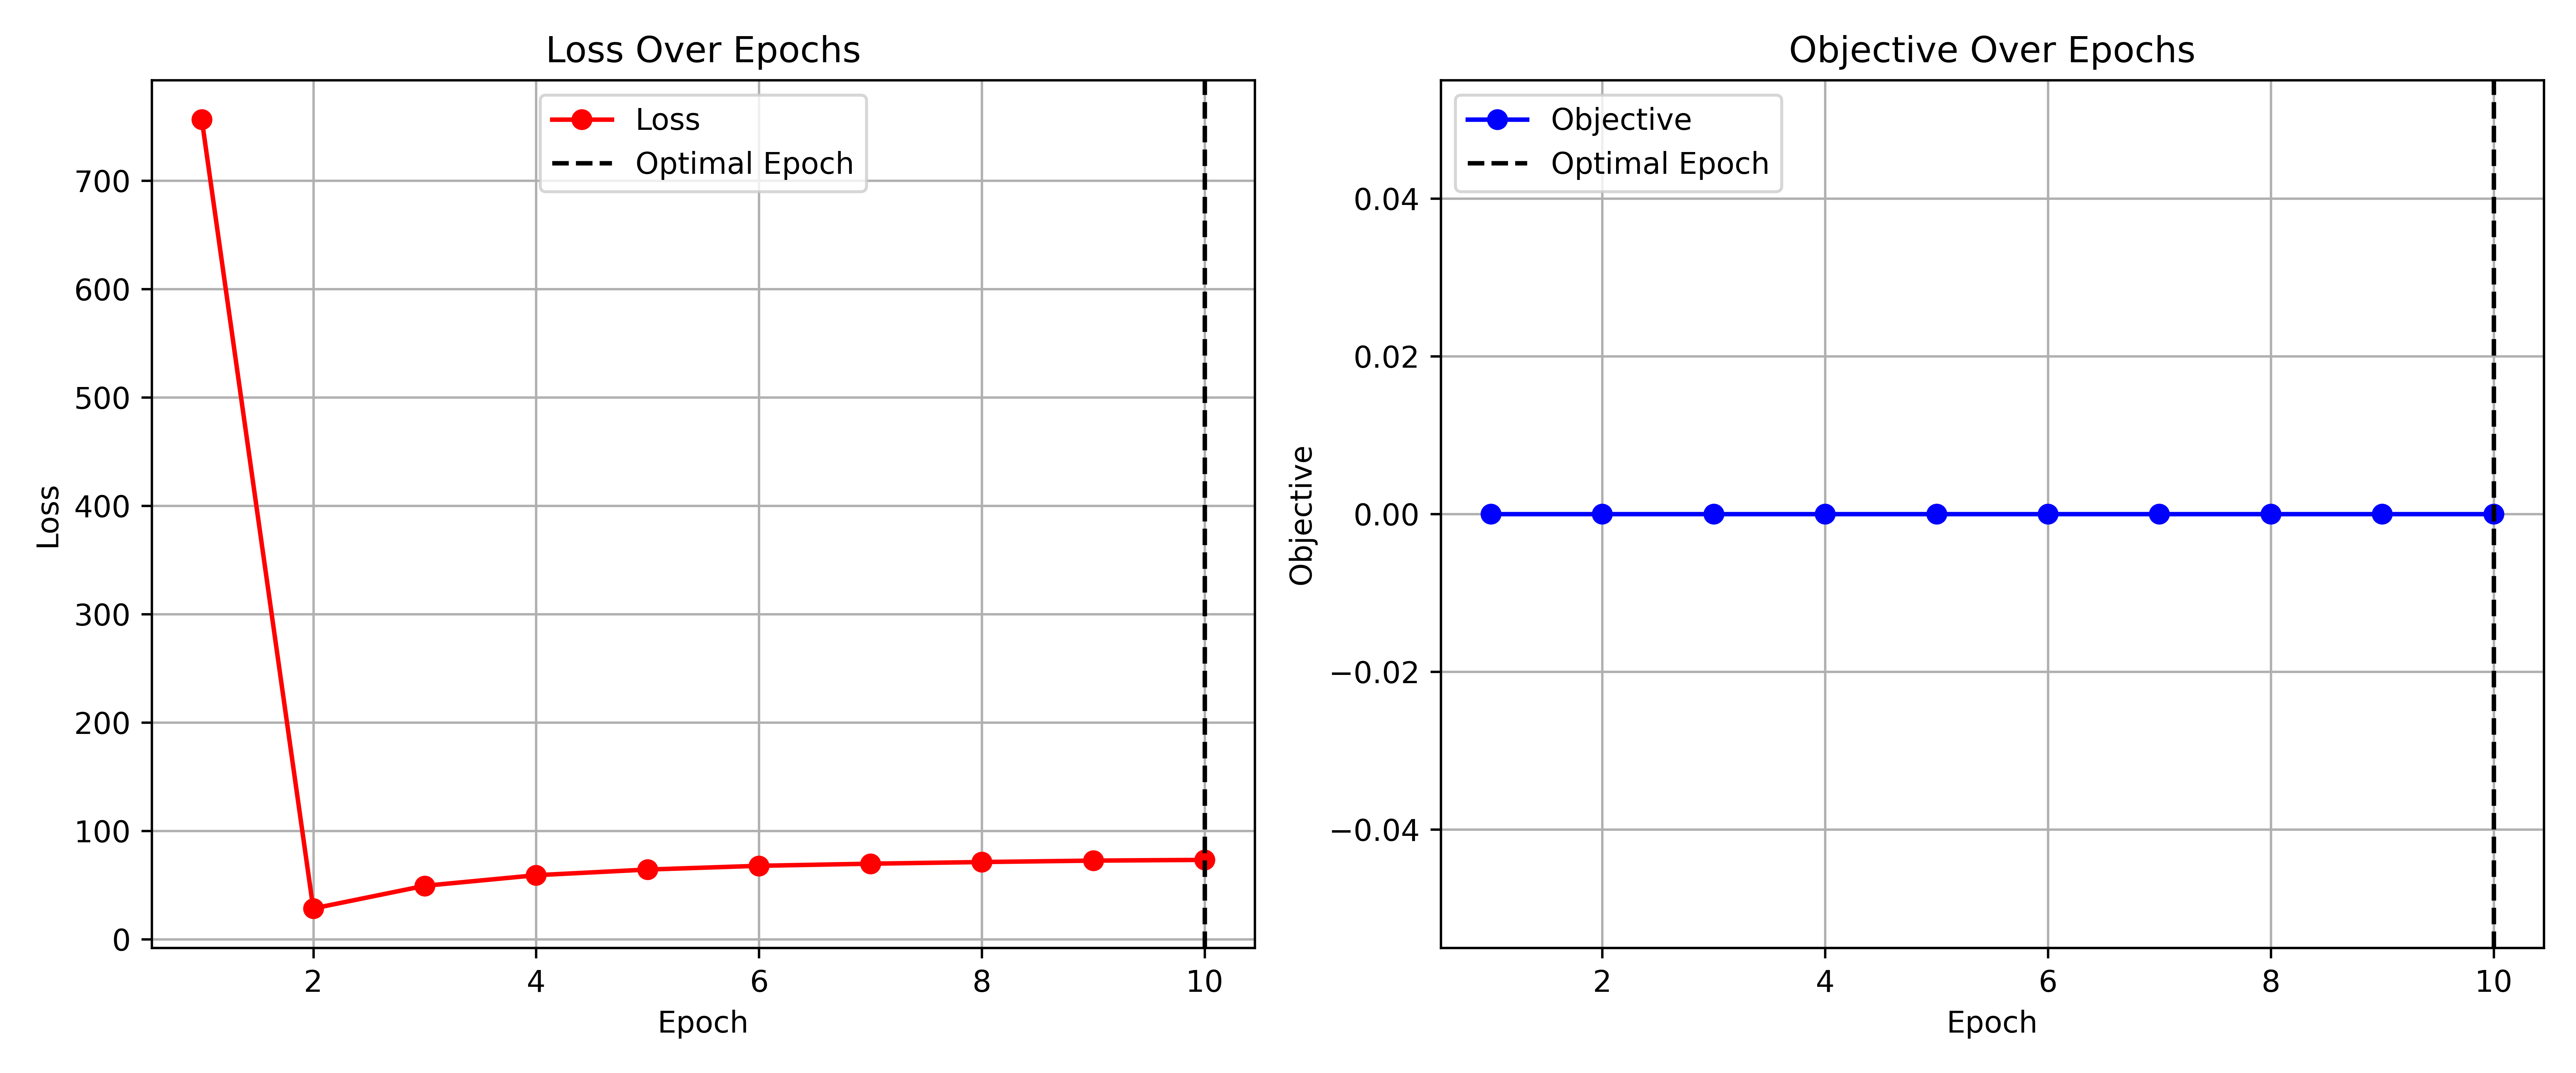 Loss Over Epochs
Loss
Optimal Epoch
700
600
500
400
300
200
100
0
Loss
2 4 6 8 10
Epoch
Objective Over Epochs
Objective
Optimal Epoch
0.04
0.02
0.00
−0.02
−0.04
Objective
2 4 6 8 10
Epoch